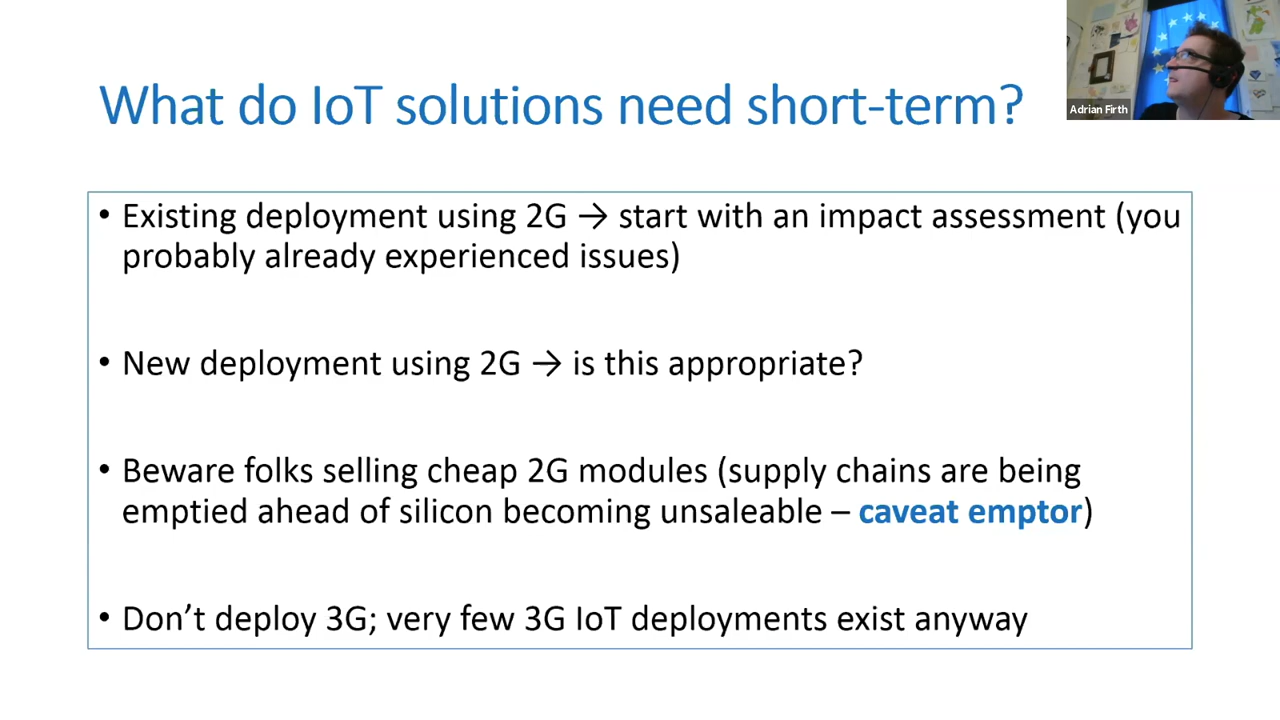 What do IoT solutions need short-term?
Adrian Firth
• Existing deployment using 2G → start with an impact assessment (you
probably already experienced issues)
• New deployment using 2G → is this appropriate?
• Beware folks selling cheap 2G modules (supply chains are being
emptied ahead of silicon becoming unsaleable – caveat emptor)
• Don’t deploy 3G; very few 3G IoT deployments exist anyway